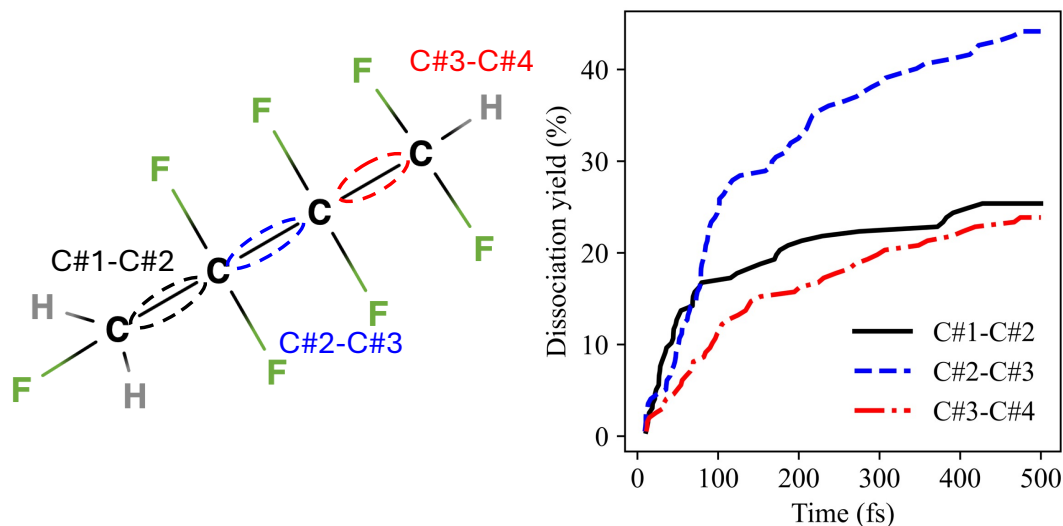 C#3-C#4
F
H
F
C
F
C
F
C#1-C#2
C
F
H
C
C#2-C#3
F
F
H
Dissociation yield (%)
40
30
20
10
0
C#1-C#2
C#2-C#3
C#3-C#4
0 100 200 300 400 500
Time (fs)